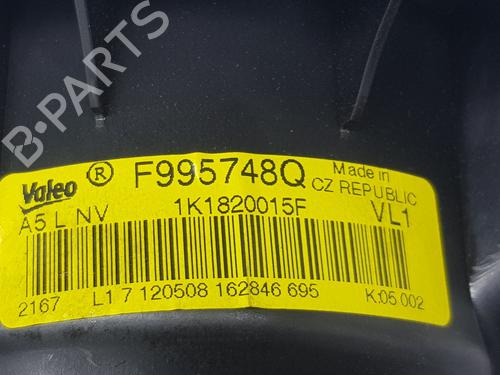 B-PARTS
Valeo ® F995748Q Made in
CZ REPUBLIC
A5 L NV 1K1820015F VL1
2167 L1 7 120508 162846 695 K:05 002